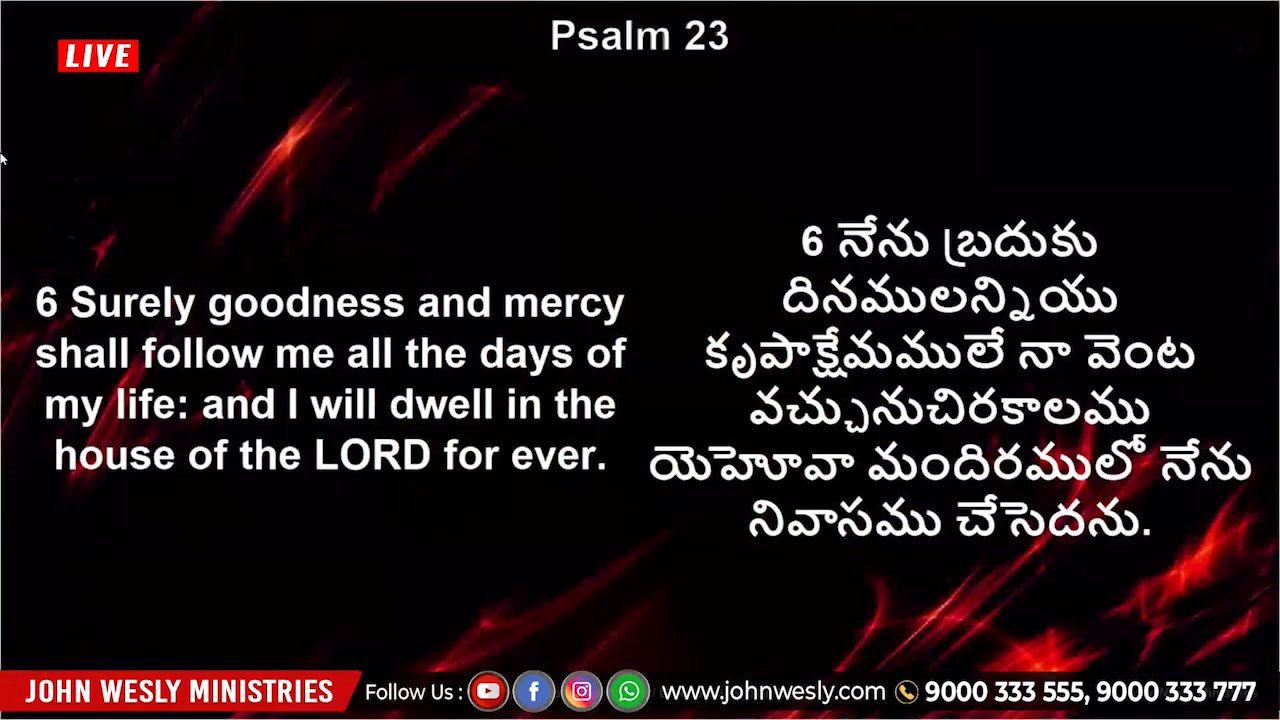 Psalm 23
LIVE
6 Surely goodness and mercy
shall follow me all the days of
my life: and I will dwell in the
house of the LORD for ever.
6 నేను బ్రదుకు
దినములన్నియు
కృపాక్షేమములే నా వెంట
వచ్చునుచిరకాలము
యెహోవా మందిరములో నేను
నివాసము చేసెదను.
JOHN WESLY MINISTRIES Follow Us : www.johnwesly.com 9000 333 555, 9000 333 777